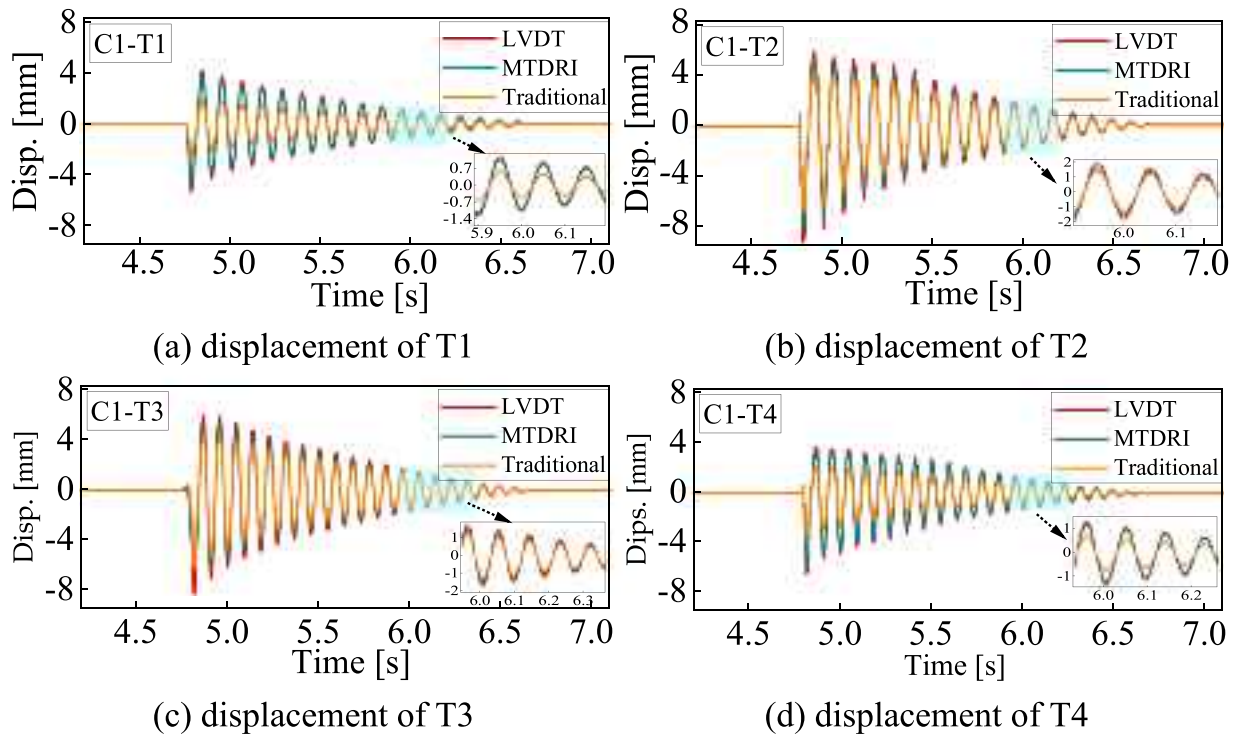 8
4
0
-4
-8
Disp. [mm]
C1-T1
LVDT
MTDRI
Traditional
0.7
0.0
-0.7
-1.4
5.9 6.0 6.1
4.5 5.0 5.5 6.0 6.5 7.0
Time [s]
(a) displacement of T1
8
4
0
-4
-8
Disp. [mm]
C1-T2
LVDT
MTDRI
Traditional
2
1
0
-1
-2
6.0 6.1
4.5 5.0 5.5 6.0 6.5 7.0
Time [s]
(b) displacement of T2
8
4
0
-4
-8
Disp. [mm]
C1-T3
LVDT
MTDRI
Traditional
1
0
-1
-2
6.0 6.1 6.2 6.3
4.5 5.0 5.5 6.0 6.5 7.0
Time [s]
(c) displacement of T3
8
4
0
-4
-8
Dips. [mm]
C1-T4
LVDT
MTDRI
Traditional
1
0
-1
6.0 6.1 6.2
4.5 5.0 5.5 6.0 6.5 7.0
Time [s]
(d) displacement of T4